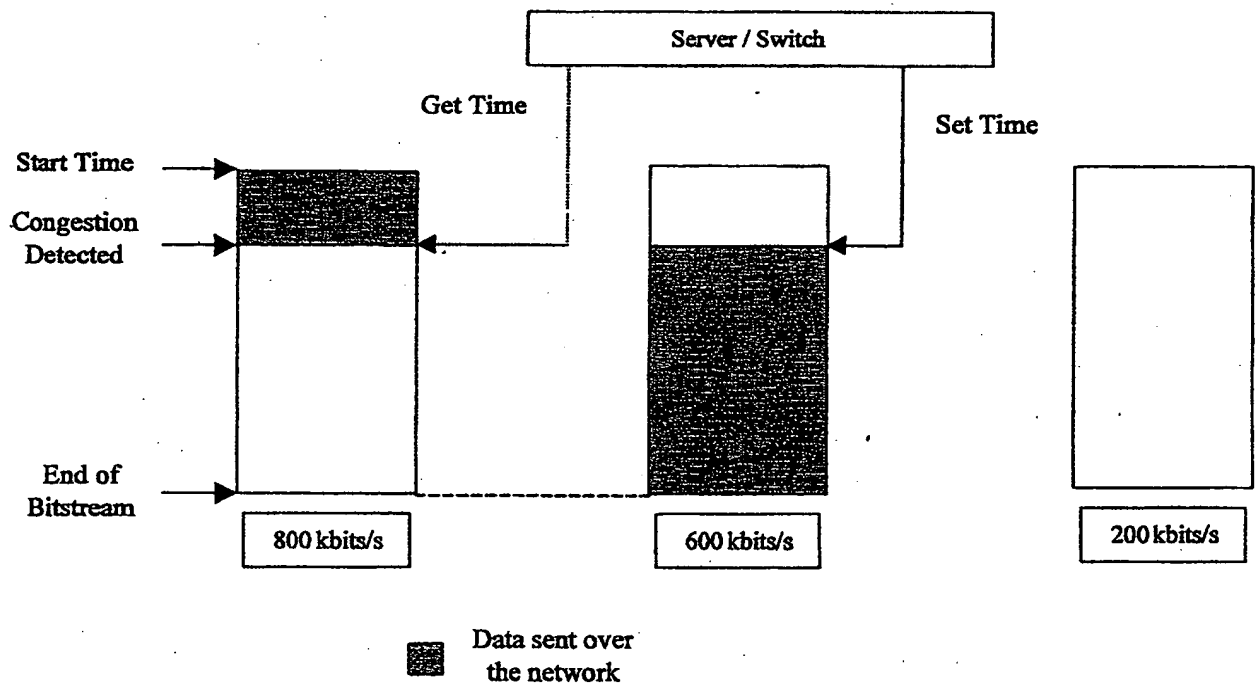 Server / Switch
Get Time
Set Time
Start Time
Congestion
Detected
End of
Bitstream
800 kbits/s
600 kbits/s
200 kbits/s
Data sent over
the network